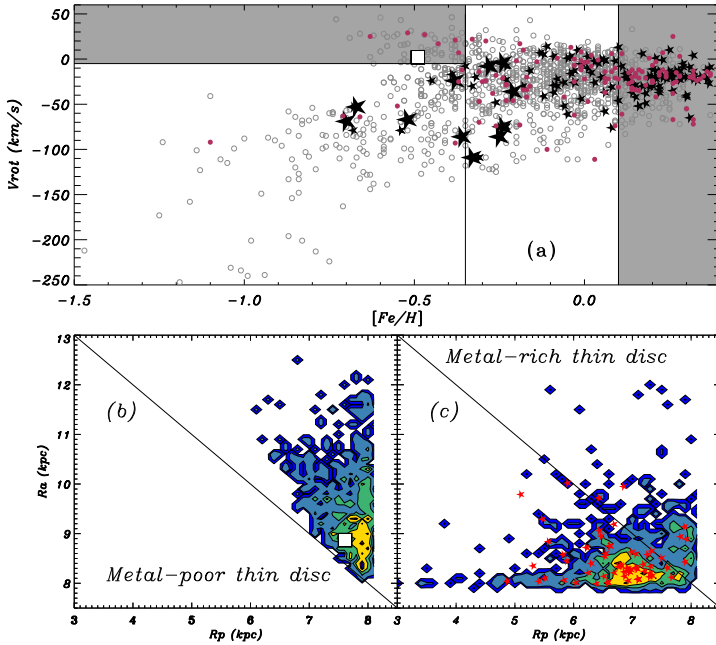 50
0
-50
-100
-150
-200
-250
Vrot (km/s)
(a)
-1.5 -1.0 -0.5 0.0
[Fe/H]
13
12
11
10
9
8
Ra (kpc)
(b)
Metal-poor thin disc
3 4 5 6 7 8
Rp (kpc)
Metal-rich thin disc
(c)
3 4 5 6 7 8
Rp (kpc)